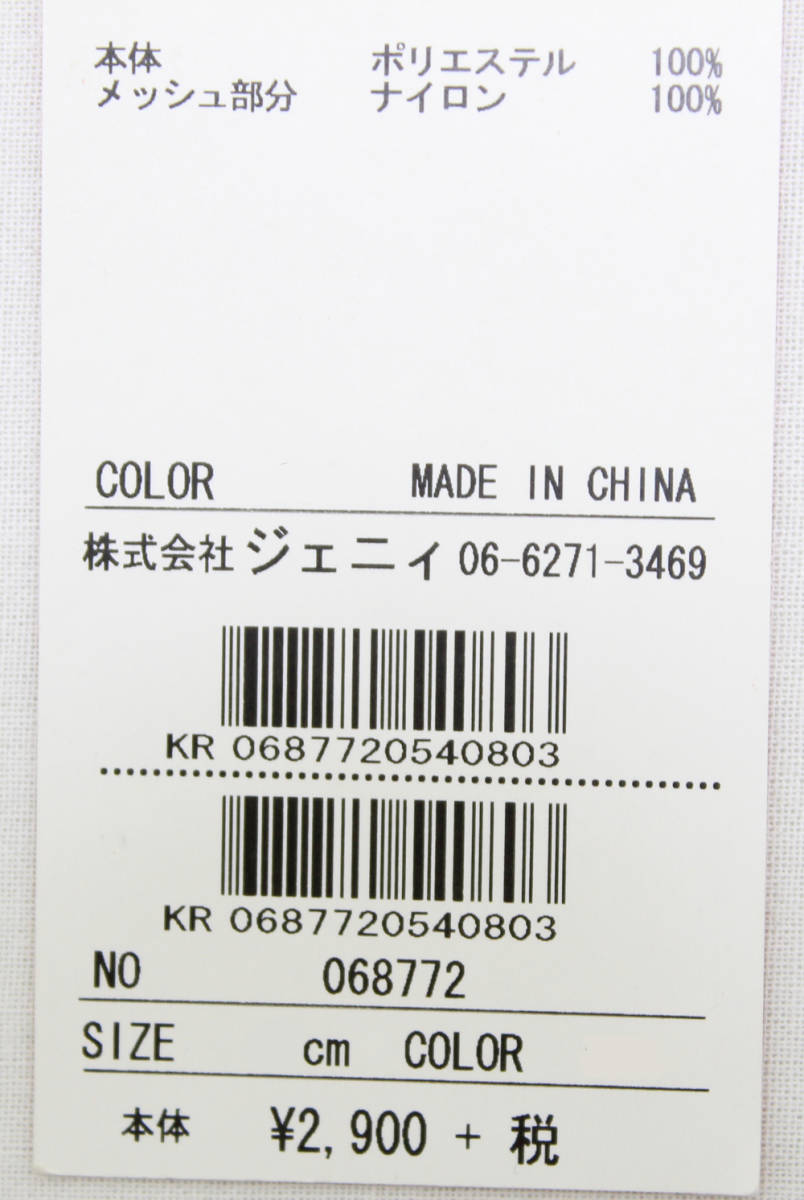 本体 ポリエステル 100%
メッシュ部分 ナイロン 100%
COLOR MADE IN CHINA
株式会社 ジェニィ 06-6271-3469
KR 0687720540803
KR 0687720540803
NO 068772
SIZE cm COLOR
本体 ¥2,900 + 税